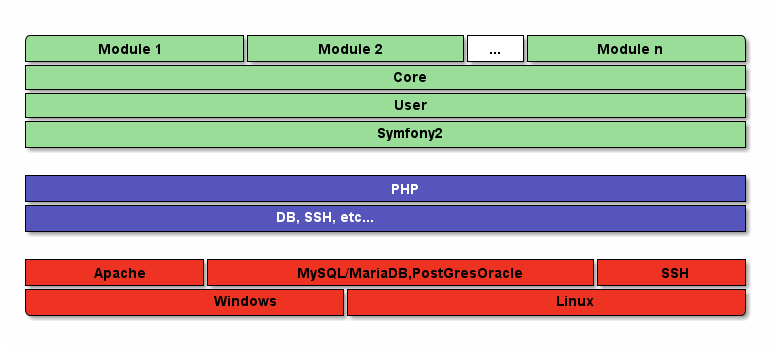 Module 1 Module 2 ... Module n
Core
User
Symfony2
PHP
DB, SSH, etc...
Apache MySQL/MariaDB,PostGresOracle SSH
Windows Linux